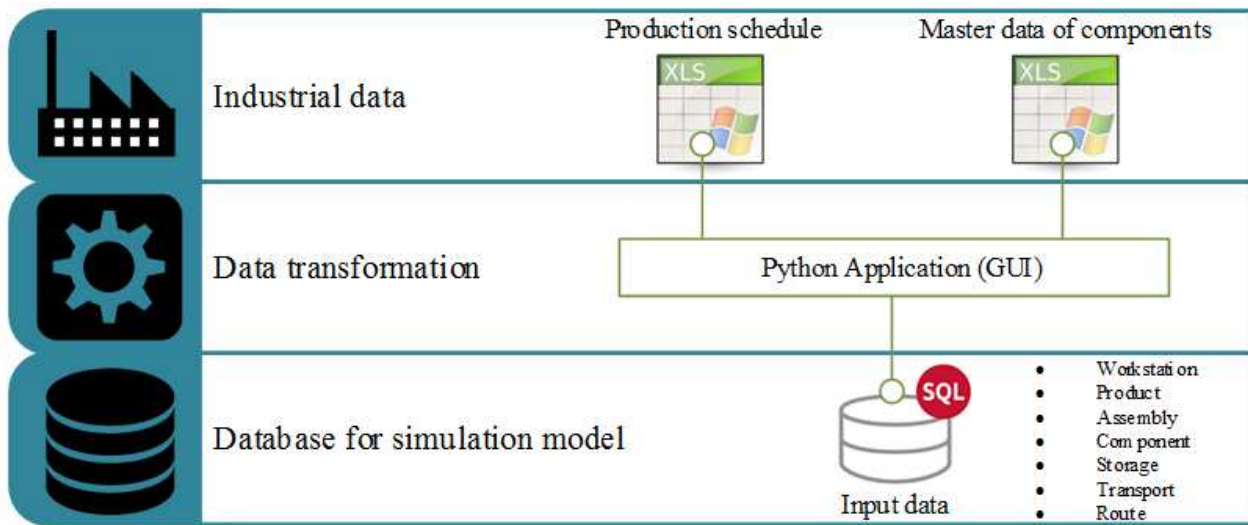 Production schedule
Master data of components
XLS
XLS
Industrial data
Data transformation
Python Application (GUI)
Database for simulation model
SQL
Input data
• Workstation
• Product
• Assembly
• Component
• Storage
• Transport
• Route